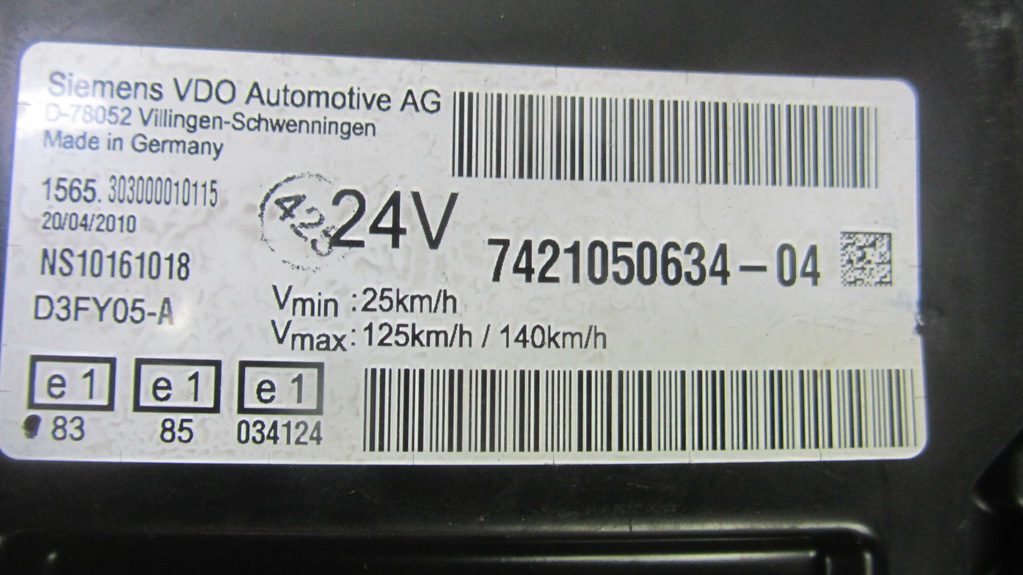 Siemens VDO Automotive AG
D-78052 Villingen-Schwenningen
Made in Germany
1565. 303000010115
20/04/2010
NS10161018
D3FY05-A
24V
7421050634-04
Vmin : 25km/h
Vmax: 125km/h / 140km/h
e 1 e 1 e 1
83 85 034124